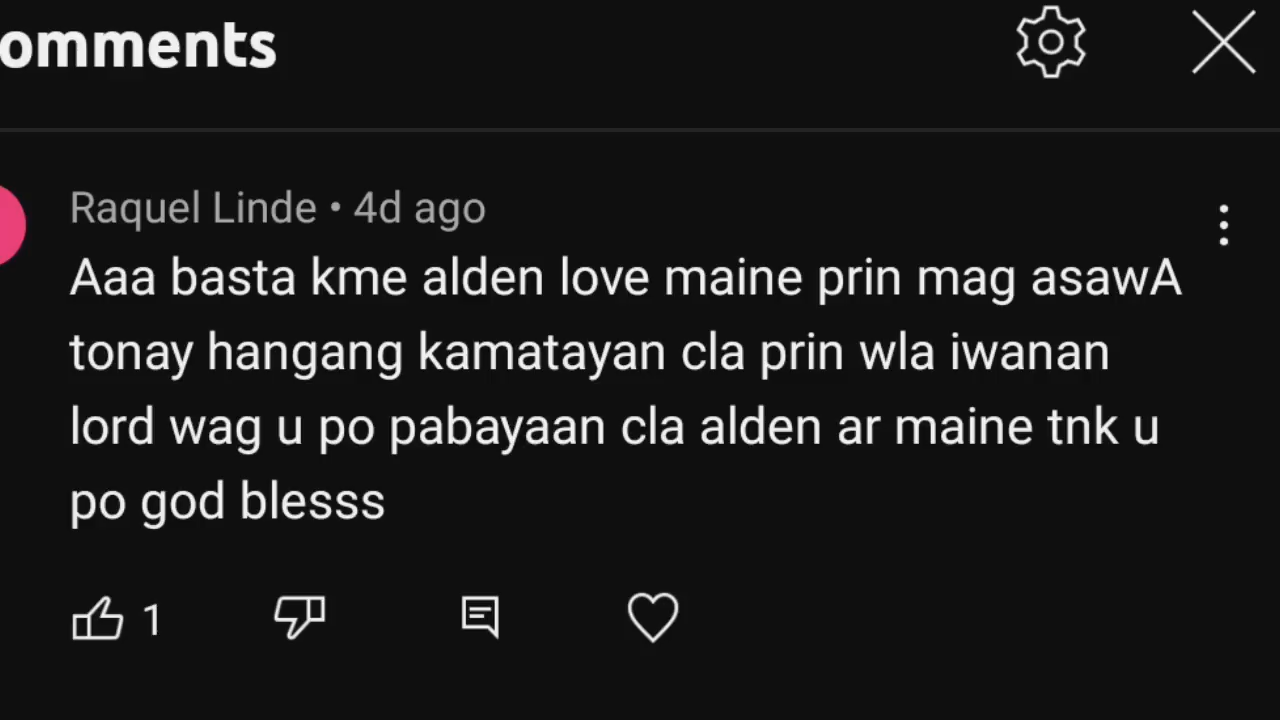 omments
Raquel Linde • 4d ago
Aaa basta kme alden love maine prin mag asawA
tonay hangang kamatayan cla prin wla iwanan
lord wag u po pabayaan cla alden ar maine tnk u
po god blesss
1